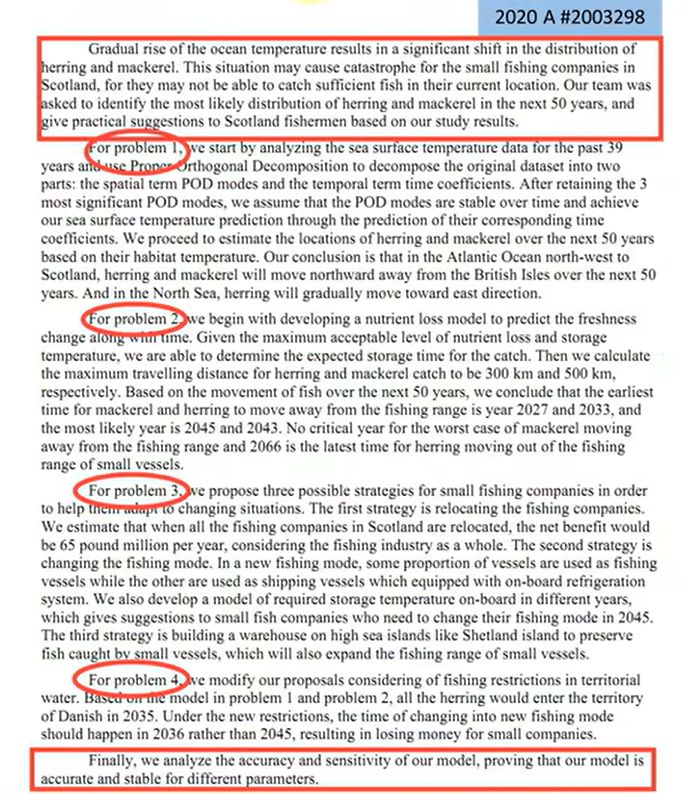 2020 A #2003298
Gradual rise of the ocean temperature results in a significant shift in the distribution of
herring and mackerel. This situation may cause catastrophe for the small fishing companies in
Scotland, for they may not be able to catch sufficient fish in their current location. Our team was
asked to identify the most likely distribution of herring and mackerel in the next 50 years, and
give practical suggestions to Scotland fishermen based on our study results.
For problem 1, we start by analyzing the sea surface temperature data for the past 39
years and use Proper Orthogonal Decomposition to decompose the original dataset into two
parts: the spatial term POD modes and the temporal term time coefficients. After retaining the 3
most significant POD modes, we assume that the POD modes are stable over time and achieve
our sea surface temperature prediction through the prediction of their corresponding time
coefficients. We proceed to estimate the locations of herring and mackerel over the next 50 years
based on their habitat temperature. Our conclusion is that in the Atlantic Ocean north-west to
Scotland, herring and mackerel will move northward away from the British Isles over the next 50
years. And in the North Sea, herring will gradually move toward east direction.
For problem 2, we begin with developing a nutrient loss model to predict the freshness
change along with time. Given the maximum acceptable level of nutrient loss and storage
temperature, we are able to determine the expected storage time for the catch. Then we calculate
the maximum travelling distance for herring and mackerel catch to be 300 km and 500 km,
respectively. Based on the movement of fish over the next 50 years, we conclude that the earliest
time for mackerel and herring to move away from the fishing range is year 2027 and 2033, and
the most likely year is 2045 and 2043. No critical year for the worst case of mackerel moving
away from the fishing range and 2066 is the latest time for herring moving out of the fishing
range of small vessels.
For problem 3, we propose three possible strategies for small fishing companies in order
to help them adapt to changing situations. The first strategy is relocating the fishing companies.
We estimate that when all the fishing companies in Scotland are relocated, the net benefit would
be 65 pound million per year, considering the fishing industry as a whole. The second strategy is
changing the fishing mode. In a new fishing mode, some proportion of vessels are used as fishing
vessels while the other are used as shipping vessels which equipped with on-board refrigeration
system. We also develop a model of required storage temperature on-board in different years,
which gives suggestions to small fish companies who need to change their fishing mode in 2045.
The third strategy is building a warehouse on high sea islands like Shetland island to preserve
fish caught by small vessels, which will also expand the fishing range of small vessels.
For problem 4, we modify our proposals considering of fishing restrictions in territorial
water. Based on the model in problem 1 and problem 2, all the herring would enter the territory
of Danish in 2035. Under the new restrictions, the time of changing into new fishing mode
should happen in 2036 rather than 2045, resulting in losing money for small companies.
Finally, we analyze the accuracy and sensitivity of our model, proving that our model is
accurate and stable for different parameters.